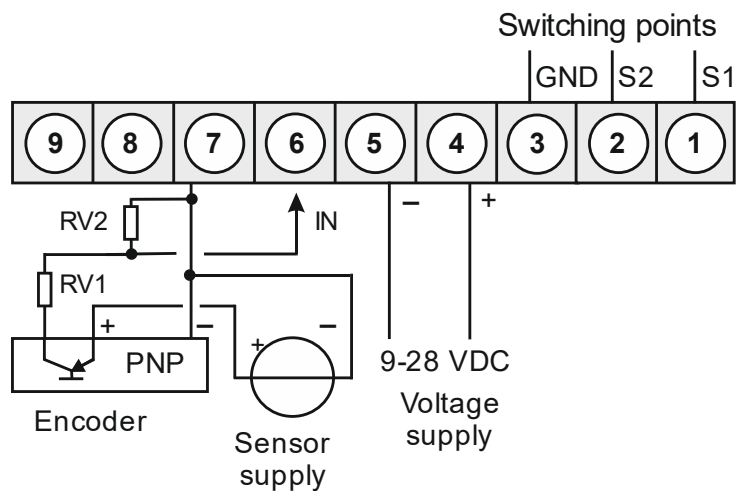 Switching points
GND S2 S1
9 8 7 6 5 4 3 2 1
RV2 IN − +
RV1
+ − + −
PNP
9-28 VDC
Encoder
Voltage
supply
Sensor
supply